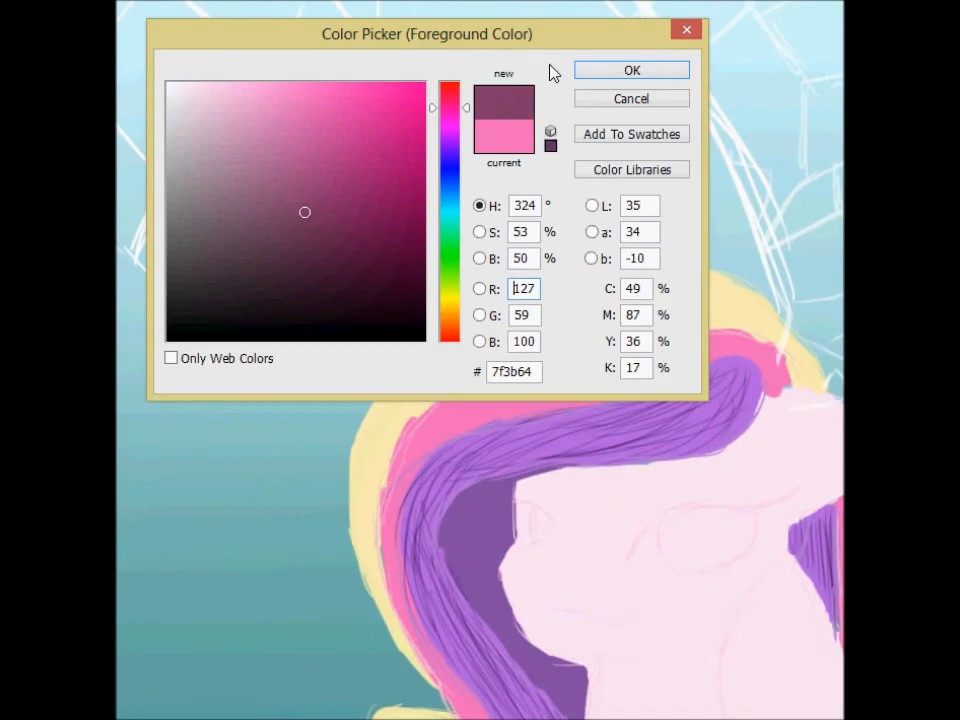 Color Picker (Foreground Color)
new
OK
Cancel
Add To Swatches
current
Color Libraries
H: 324 ° L: 35
S: 53 % a: 34
B: 50 % b: -10
R: 127 C: 49 %
G: 59 M: 87 %
B: 100 Y: 36 %
Only Web Colors # 7f3b64 K: 17 %